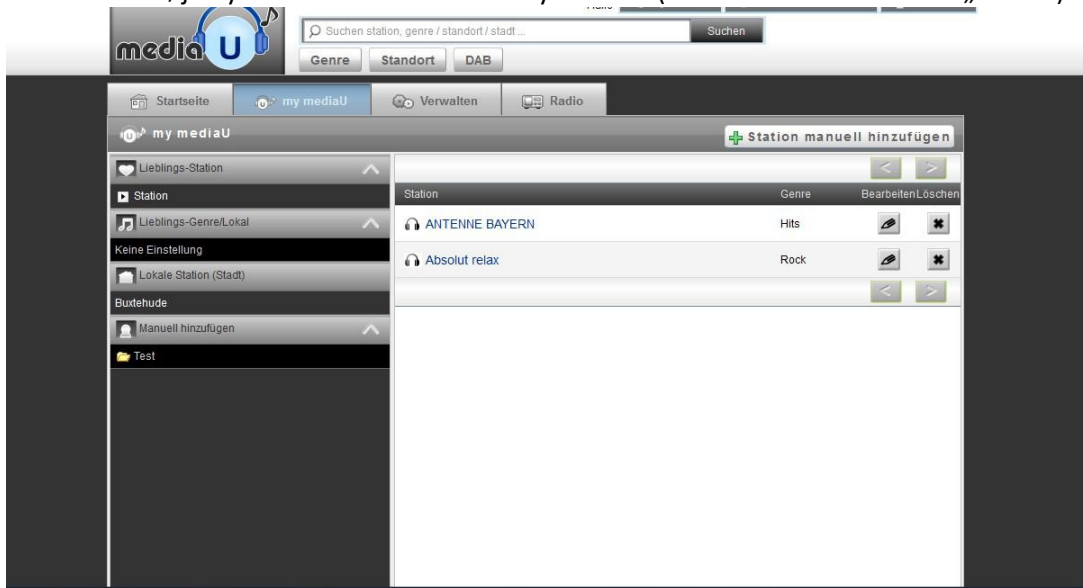 media U
Suchen station, genre / standort / stadt ...
Suchen
Genre
Standort
DAB
Startseite
my mediaU
Verwalten
Radio
my mediaU
Station manuell hinzufügen
Lieblings-Station
< >
Station
Station Genre Bearbeiten Löschen
Lieblings-Genre/Lokal
ANTENNE BAYERN Hits
Keine Einstellung
Absolut relax Rock
Lokale Station (Stadt)
< >
Buxtehude
Manuell hinzufügen
Test